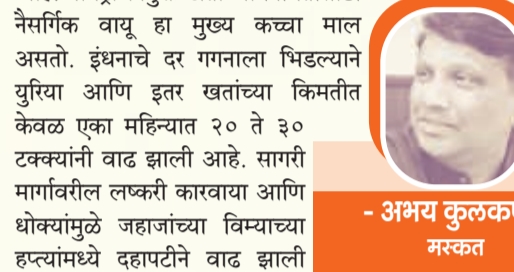 नैसर्गिक वायू हा मुख्य कच्चा माल
असतो. इंधनाचे दर गगनाला भिडल्याने
युरिया आणि इतर खतांच्या किमतीत
केवळ एका महिन्यात २० ते ३०
टक्क्यांनी वाढ झाली आहे. सागरी
मार्गावरील लष्करी कारवाया आणि
धोक्यांमुळे जहाजांच्या विम्याच्या
हप्त्यांमध्ये दहापटीने वाढ झाली
- अभय
मस्कत